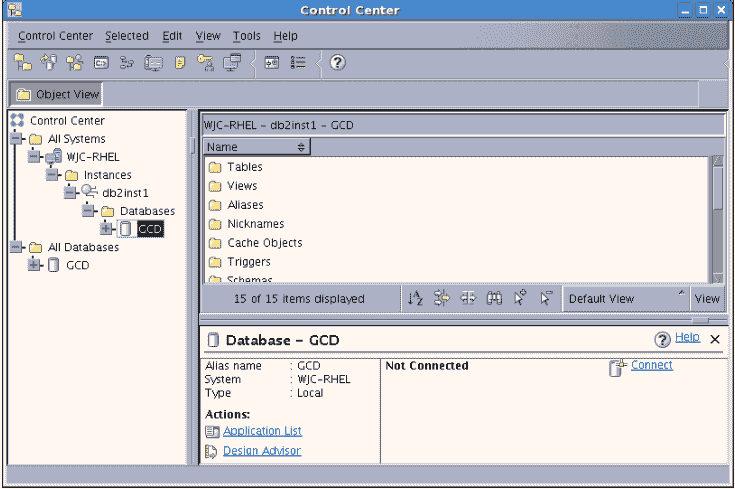 Control Center
Control Center Selected Edit View Tools Help
Object View
Control Center
All Systems
WJC-RHEL
Instances
db2inst1
Databases
GCD
All Databases
GCD
WJC-RHEL - db2inst1 - GCD
Name
Tables
Views
Aliases
Nicknames
Cache Objects
Triggers
Schemas
15 of 15 items displayed
Default View
View
Database - GCD
Help
Alias name : GCD
System : WJC-RHEL
Type : Local
Actions:
Application List
Design Advisor
Not Connected
Connect